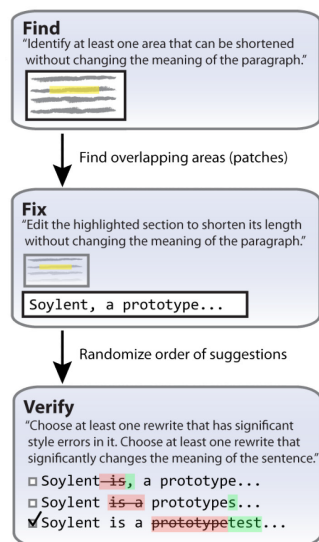 Find
“Identify at least one area that can be shortened
without changing the meaning of the paragraph.”
Find overlapping areas (patches)
Fix
“Edit the highlighted section to shorten its length
without changing the meaning of the paragraph.”
Soylent, a prototype...
Randomize order of suggestions
Verify
“Choose at least one rewrite that has significant
style errors in it. Choose at least one rewrite that
significantly changes the meaning of the sentence.”
Soylent is, a prototype...
Soylent is a prototypes...
Soylent is a prototypetest...